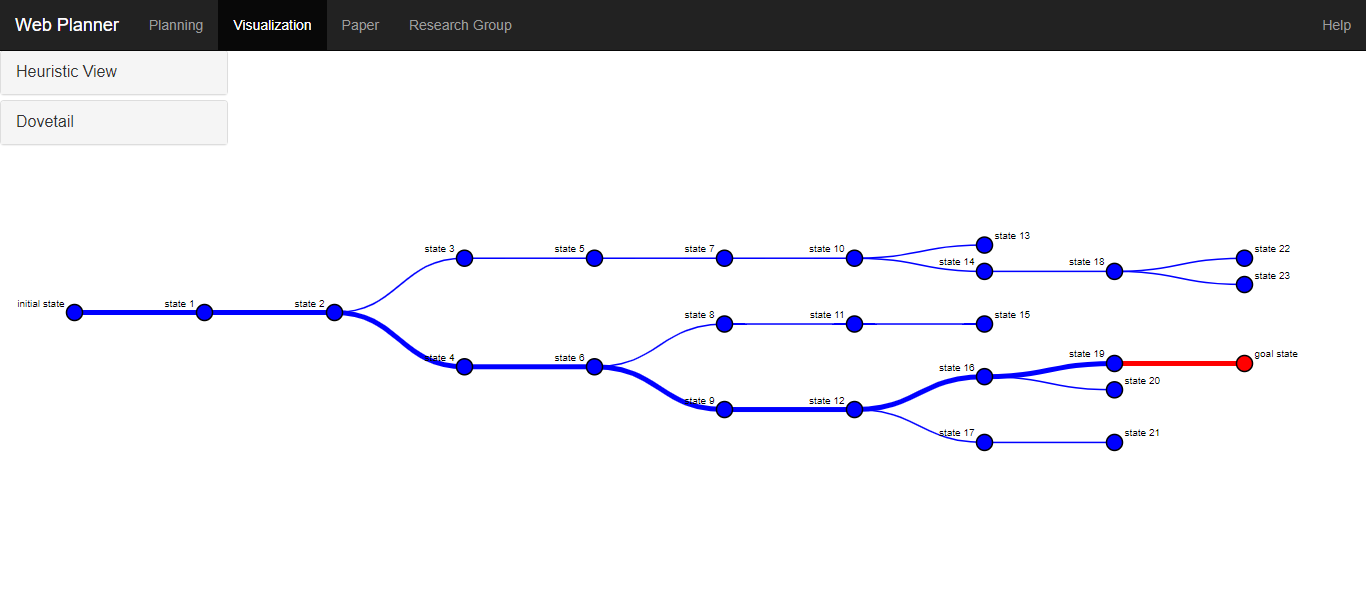 Web Planner Planning Visualization Paper Research Group Help
Heuristic View
Dovetail
state 13
state 3 state 5 state 7 state 10 state 22
state 14 state 18
state 23
initial state state 1 state 2
state 8 state 11 state 15
state 4 state 6 state 19 goal state
state 16
state 20
state 9 state 12
state 17 state 21